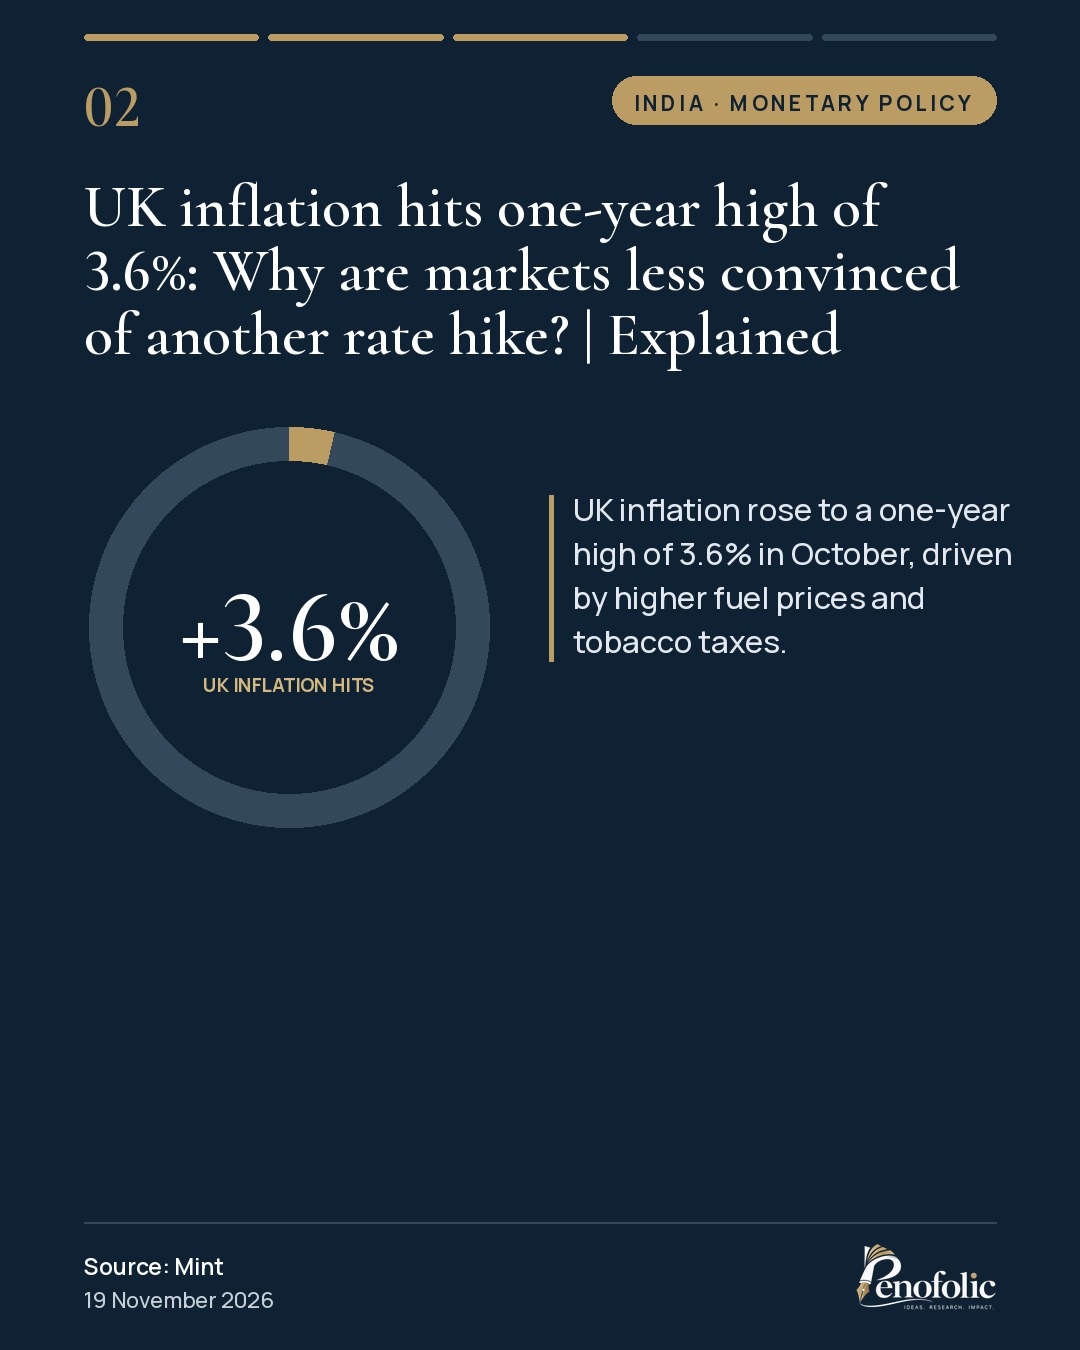 02
INDIA · MONETARY POLICY
UK inflation hits one-year high of
3.6%: Why are markets less convinced
of another rate hike? | Explained
+3.6%
UK INFLATION HITS
UK inflation rose to a one-year
high of 3.6% in October, driven
by higher fuel prices and
tobacco taxes.
Source: Mint
19 November 2026
Penofolic
IDEAS. RESEARCH. IMPACT.